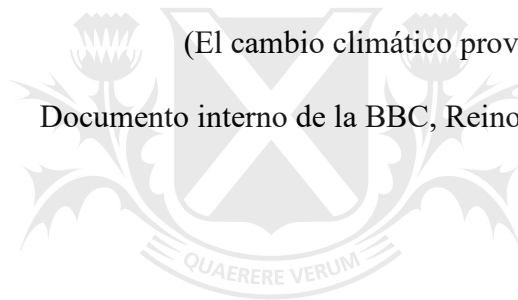 (El cambio climático prov
Documento interno de la BBC, Reino
QUAERERE VERUM